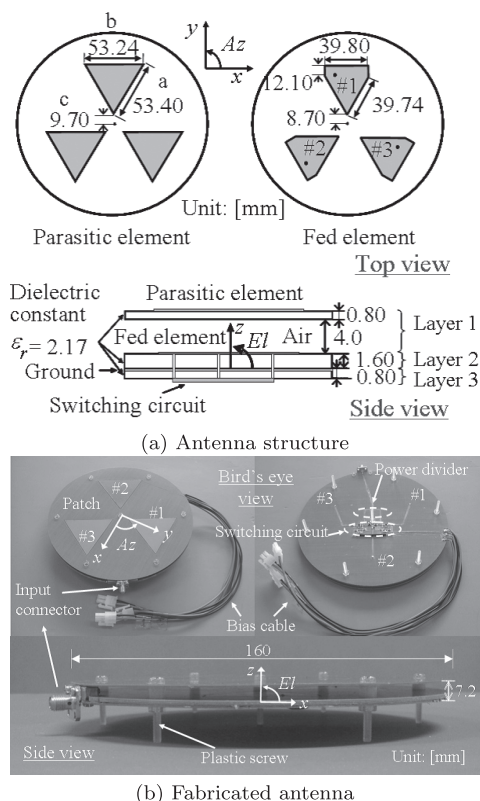 b
53.24
a
53.40
c
9.70
y
Az
x
39.80
12.10
#1
39.74
8.70
#2
#3
Unit: [mm]
Parasitic element
Fed element
Top view
Dielectric
constant
εr = 2.17
Ground
Parasitic element
Fed element
z
El
Air
Switching circuit
0.80
4.0
1.60
0.80
Layer 1
Layer 2
Layer 3
Side view
(a) Antenna structure
Bird's eye
view
#2
Patch
#1
#3
Az
x
y
Input
connector
Bias cable
Power divider
#3
#1
Switching circuit
#2
160
z
El
x
7.2
Side view
Plastic screw
Unit: [mm]
(b) Fabricated antenna